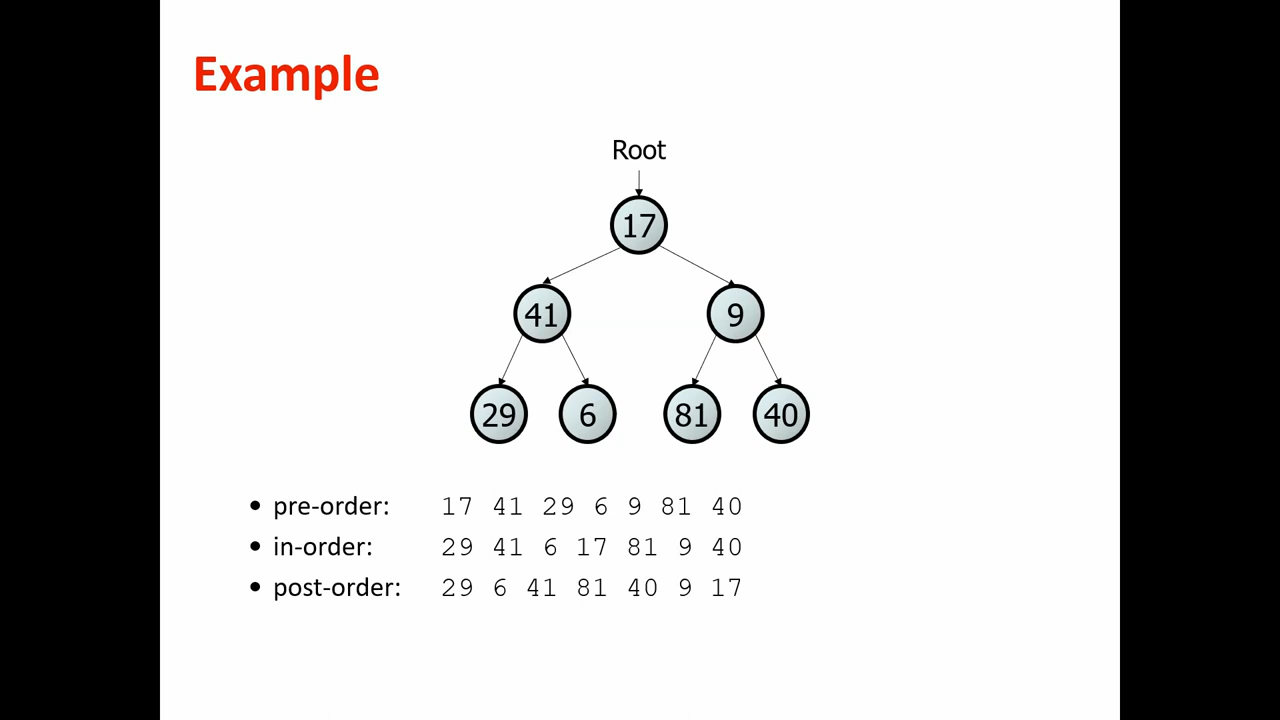 Example
Root
17
41 9
29 6 81 40
• pre-order: 17 41 29 6 9 81 40
• in-order: 29 41 6 17 81 9 40
• post-order: 29 6 41 81 40 9 17